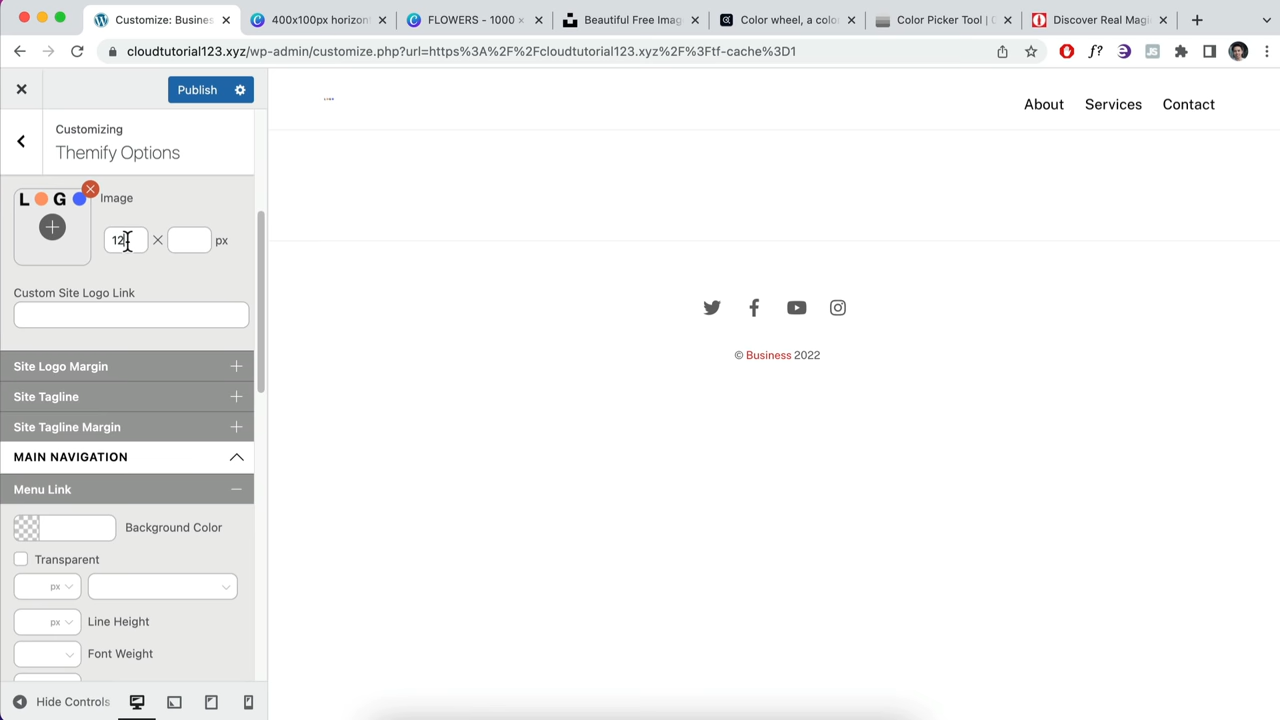 Customize: Busines
400x100px horizon
FLOWERS - 1000 ×
Beautiful Free Imag
Color wheel, a colo
Color Picker Tool | C
Discover Real Magi
cloudtutorial123.xyz/wp-admin/customize.php?url=https%3A%2F%2Fcloudtutorial123.xyz%2F%3Ftf-cache%3D1
f?
JS
Publish
Customizing
Themify Options
L G
Image
12
px
Custom Site Logo Link
Site Logo Margin
Site Tagline
Site Tagline Margin
MAIN NAVIGATION
Menu Link
Background Color
Transparent
px
px
Line Height
Font Weight
Hide Controls
About
Services
Contact
© Business 2022